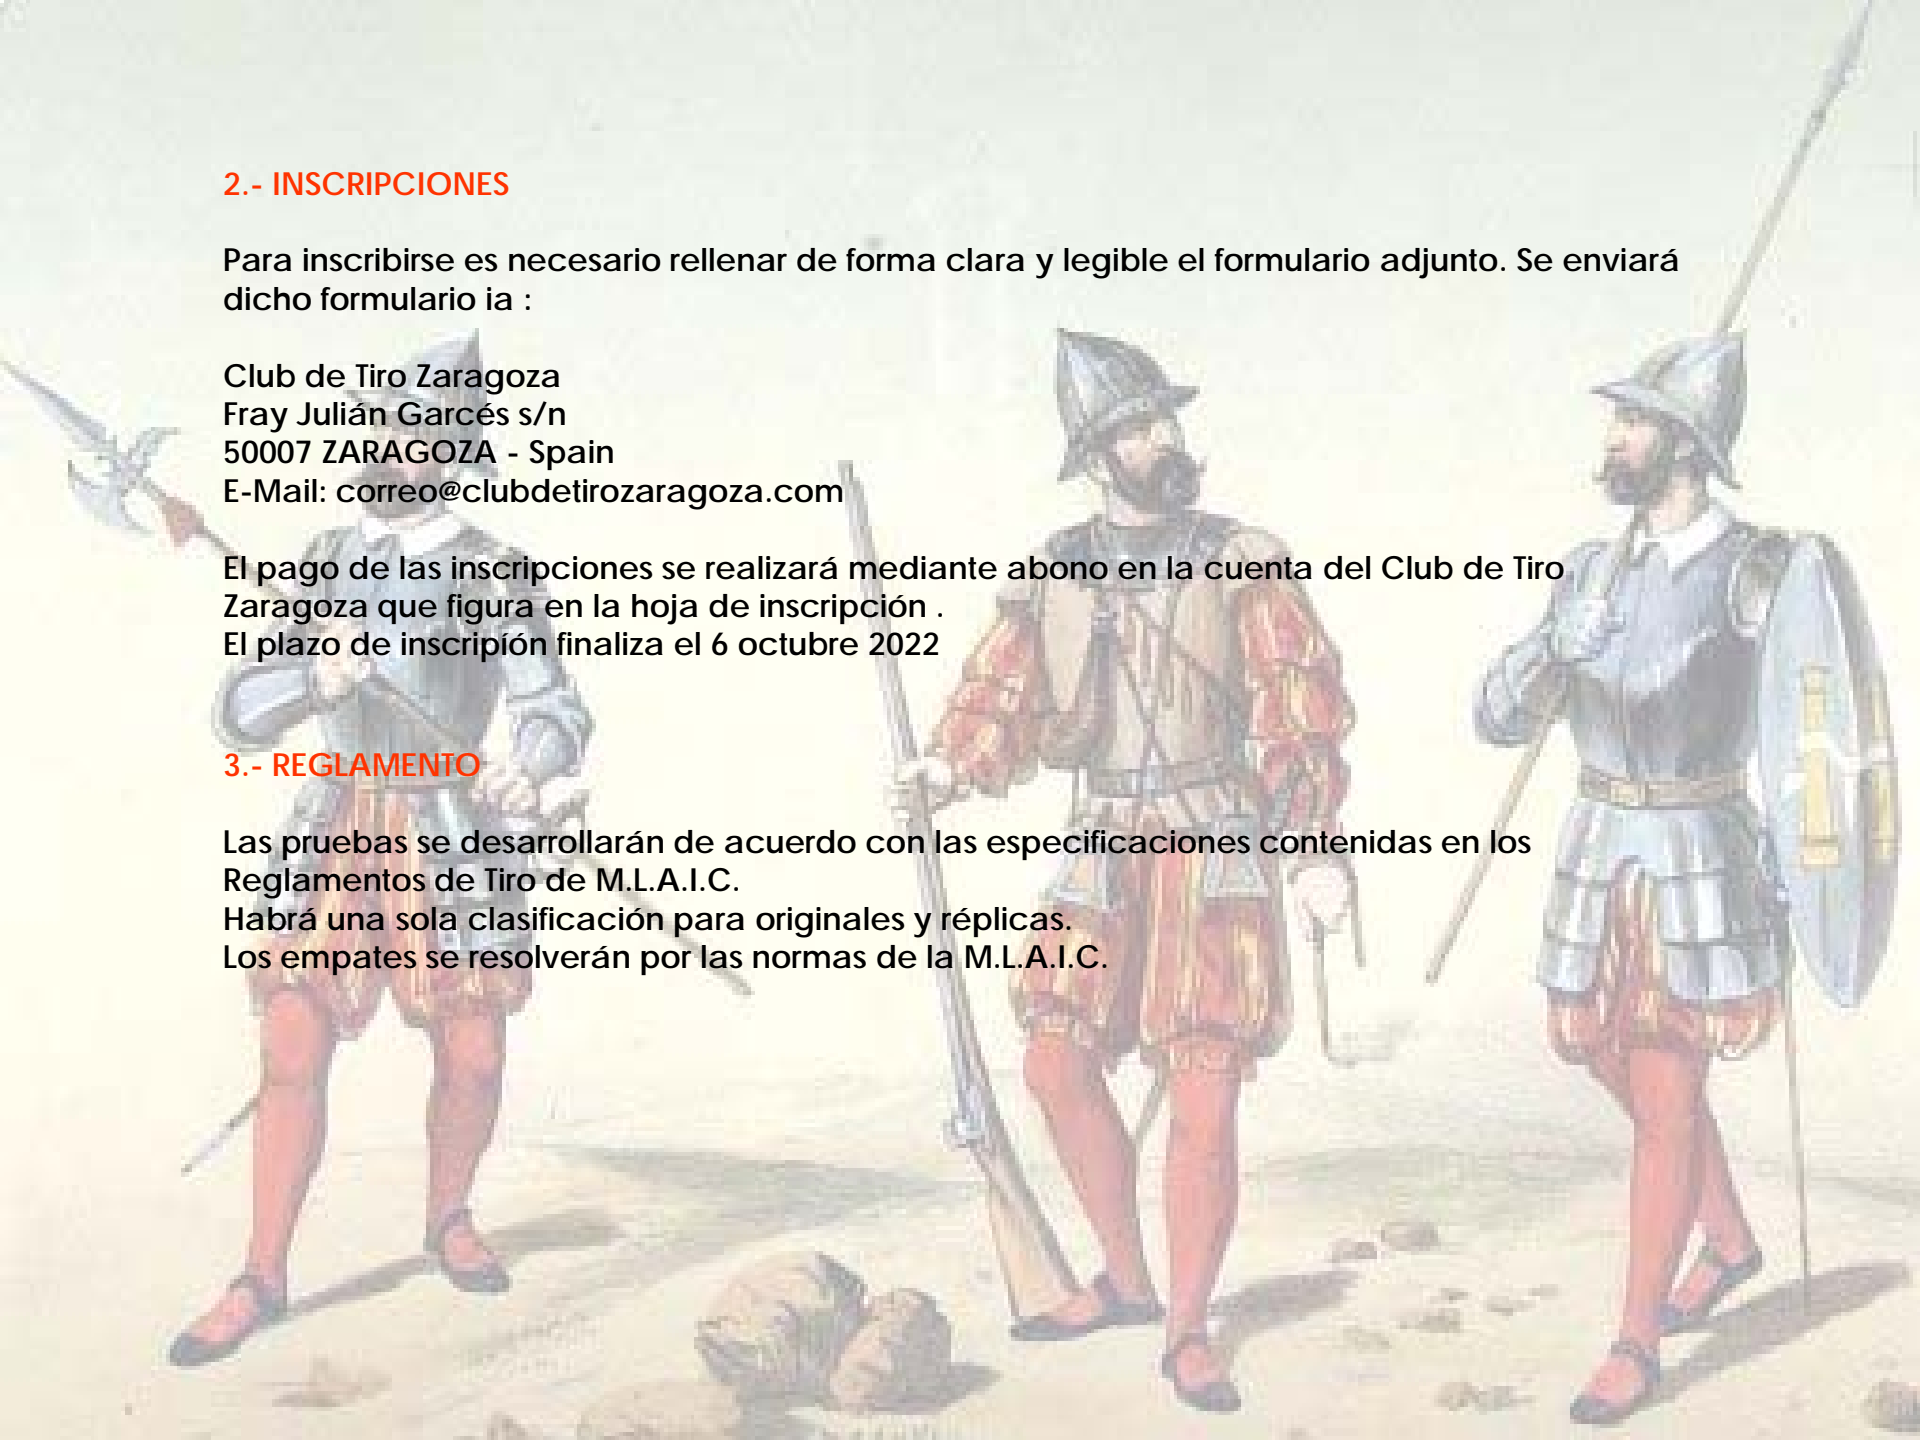 2.- INSCRIPCIONES
Para inscribirse es necesario rellenar de forma clara y legible el formulario adjunto. Se enviará
dicho formulario ia :
Club de Tiro Zaragoza
Fray Julián Garcés s/n
50007 ZARAGOZA - Spain
E-Mail: correo@clubdetirozaragoza.com
El pago de las inscripciones se realizará mediante abono en la cuenta del Club de Tiro
Zaragoza que figura en la hoja de inscripción .
El plazo de inscripíón finaliza el 6 octubre 2022
3.- REGLAMENTO
Las pruebas se desarrollarán de acuerdo con las especificaciones contenidas en los
Reglamentos de Tiro de M.L.A.I.C.
Habrá una sola clasificación para originales y réplicas.
Los empates se resolverán por las normas de la M.L.A.I.C.